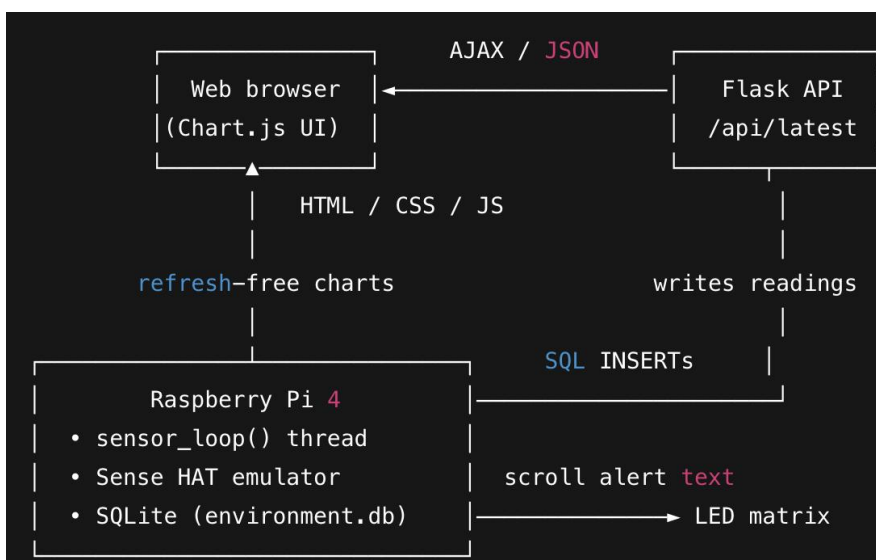 AJAX / JSON
Web browser
(Chart.js UI)
Flask API
/api/latest
HTML / CSS / JS
refresh-free charts
writes readings
SQL INSERTs
Raspberry Pi 4
• sensor_loop() thread
• Sense HAT emulator
• SQLite (environment.db)
scroll alert text
LED matrix